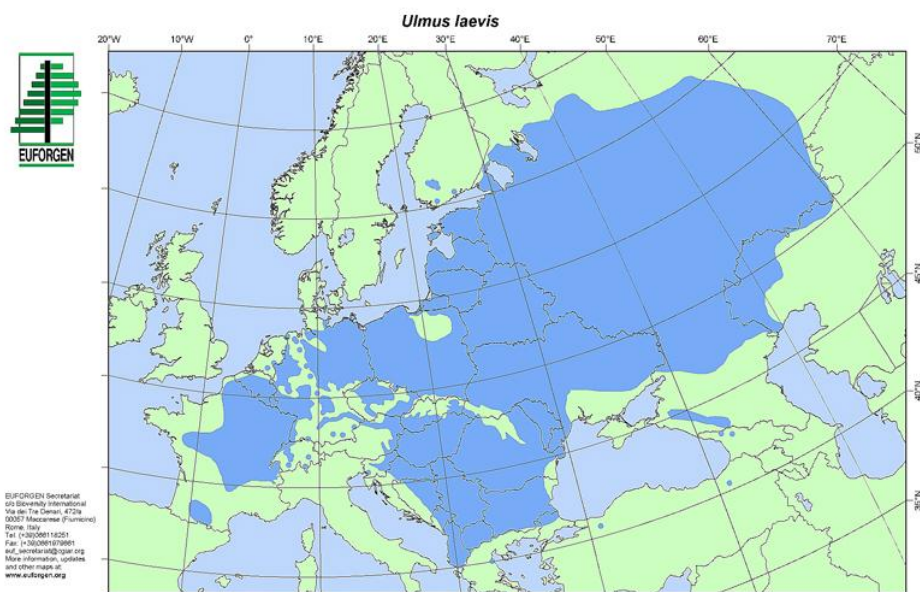 Ulmus laevis
20°W 10°W 0° 10°E 20°E 30°E 40°E 50°E 60°E 70°E
50°N
45°N
40°N
35°N
EUFORGEN
EUFORGEN Secretariat
c/o Bioversity International
Via dei Tre Denari, 472/a
00057 Maccarese (Fiumicino)
Rome, Italy
Tel. (+39)066118251
Fax: (+39)0661979661
euf_secretariat@cgiar.org
More information, updates
and other maps at:
www.euforgen.org